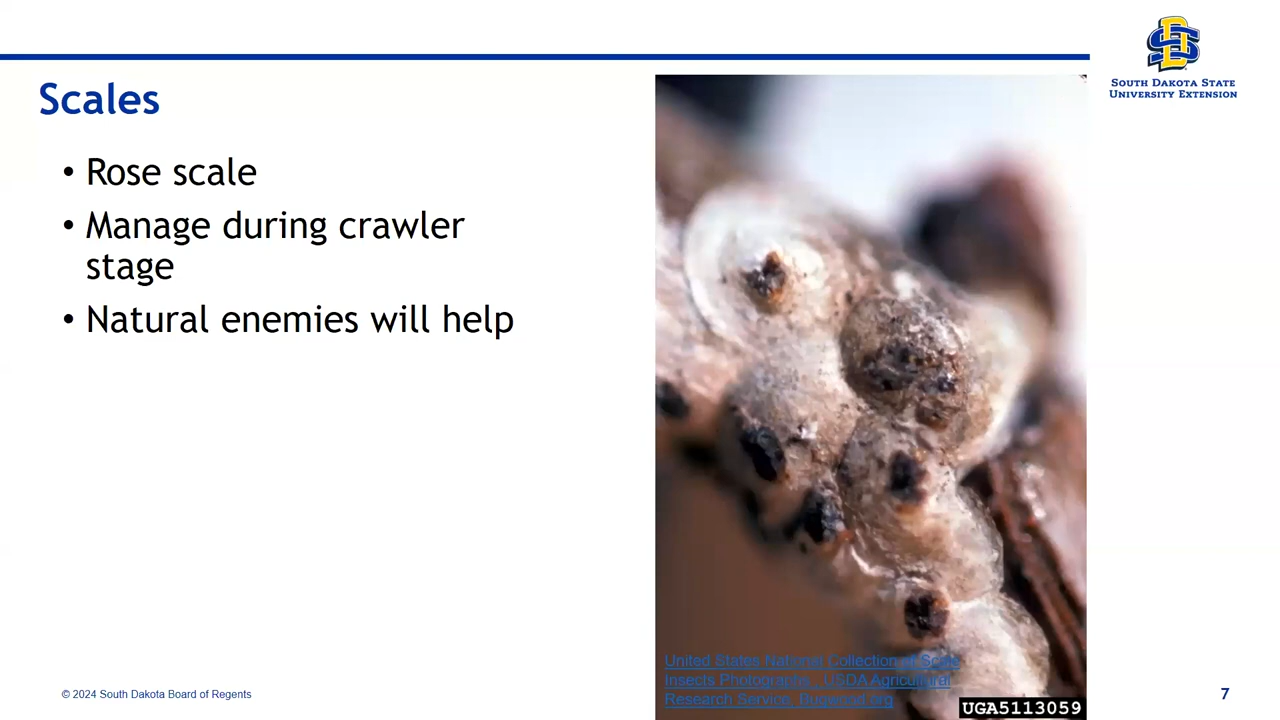 SOUTH DAKOTA STATE
UNIVERSITY EXTENSION
Scales
• Rose scale
• Manage during crawler
stage
• Natural enemies will help
United States National Collection of Scale
Insects Photographs , USDA Agricultural
Research Service, Bugwood.org
UGA5113059
© 2024 South Dakota Board of Regents
7